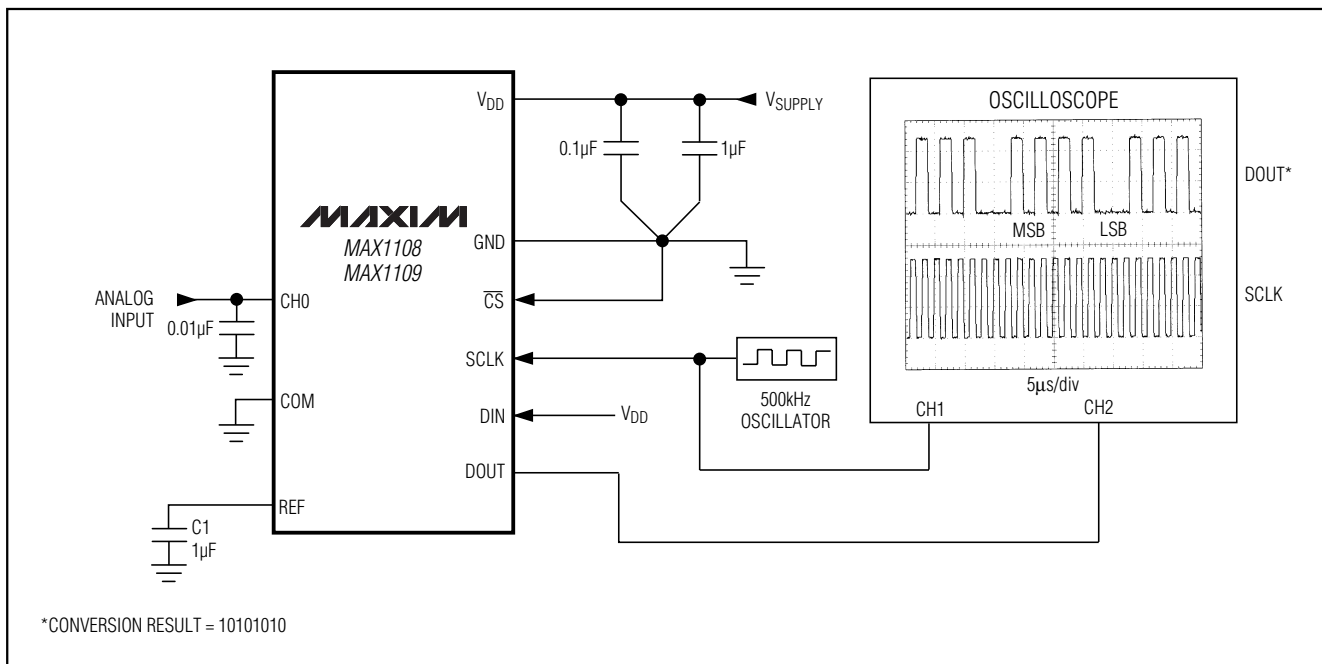 V_DD
V_SUPPLY
0.1µF
1µF
MAXIM
MAX1108
MAX1109
GND
ANALOG
INPUT
0.01µF
CH0
C̅S̅
SCLK
500kHz
OSCILLATOR
COM
DIN
V_DD
DOUT
REF
C1
1µF
OSCILLOSCOPE
MSB
LSB
DOUT*
SCLK
5µs/div
CH1
CH2
*CONVERSION RESULT = 10101010